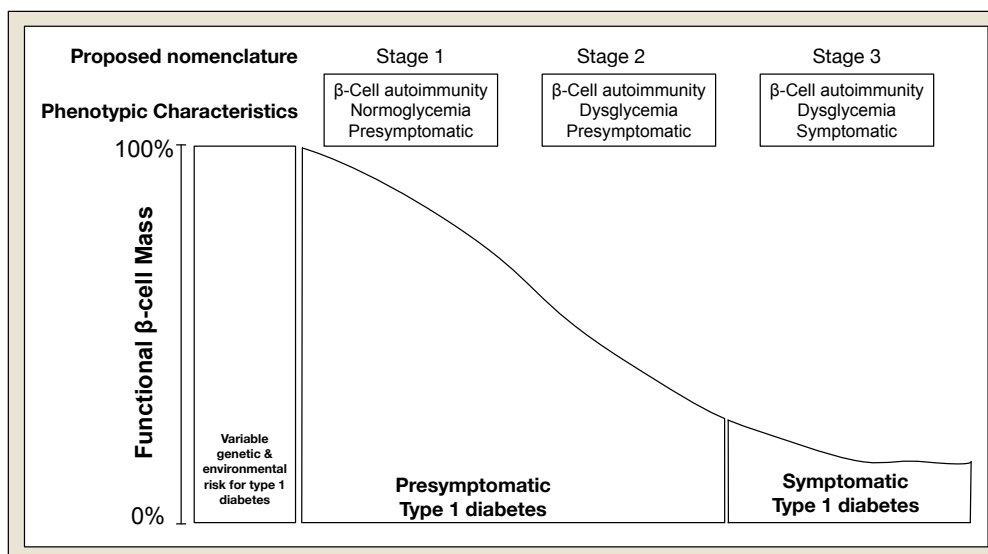 Proposed nomenclature
Stage 1
Stage 2
Stage 3
Phenotypic Characteristics
β-Cell autoimmunity
Normoglycemia
Presymptomatic
β-Cell autoimmunity
Dysglycemia
Presymptomatic
β-Cell autoimmunity
Dysglycemia
Symptomatic
100%
Functional β-cell Mass
0%
Variable
genetic &
environmental
risk for type 1
diabetes
Presymptomatic
Type 1 diabetes
Symptomatic
Type 1 diabetes